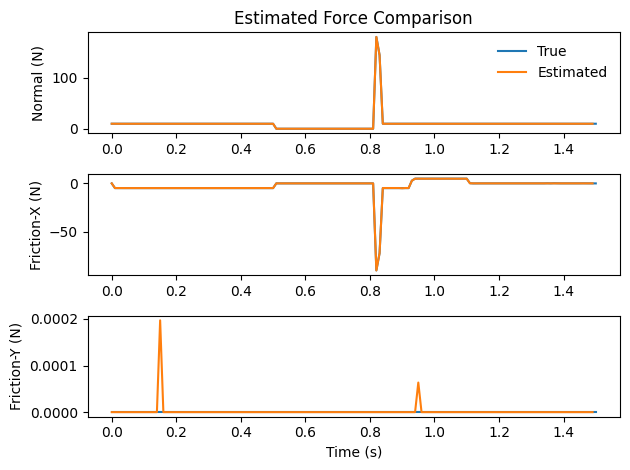 Estimated Force Comparison
Normal (N)
100
0
True
Estimated
0.0 0.2 0.4 0.6 0.8 1.0 1.2 1.4
Friction-X (N)
0
−50
0.0 0.2 0.4 0.6 0.8 1.0 1.2 1.4
Friction-Y (N)
0.0002
0.0001
0.0000
0.0 0.2 0.4 0.6 0.8 1.0 1.2 1.4
Time (s)